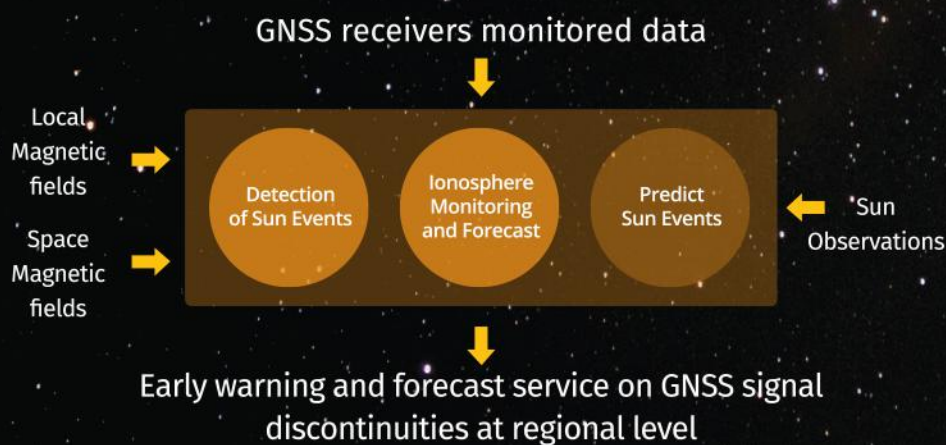 GNSS receivers monitored data
Local
Magnetic
fields
Space
Magnetic
fields
Detection
of Sun Events
Ionosphere
Monitoring
and Forecast
Predict
Sun Events
Sun
Observations
Early warning and forecast service on GNSS signal
discontinuities at regional level